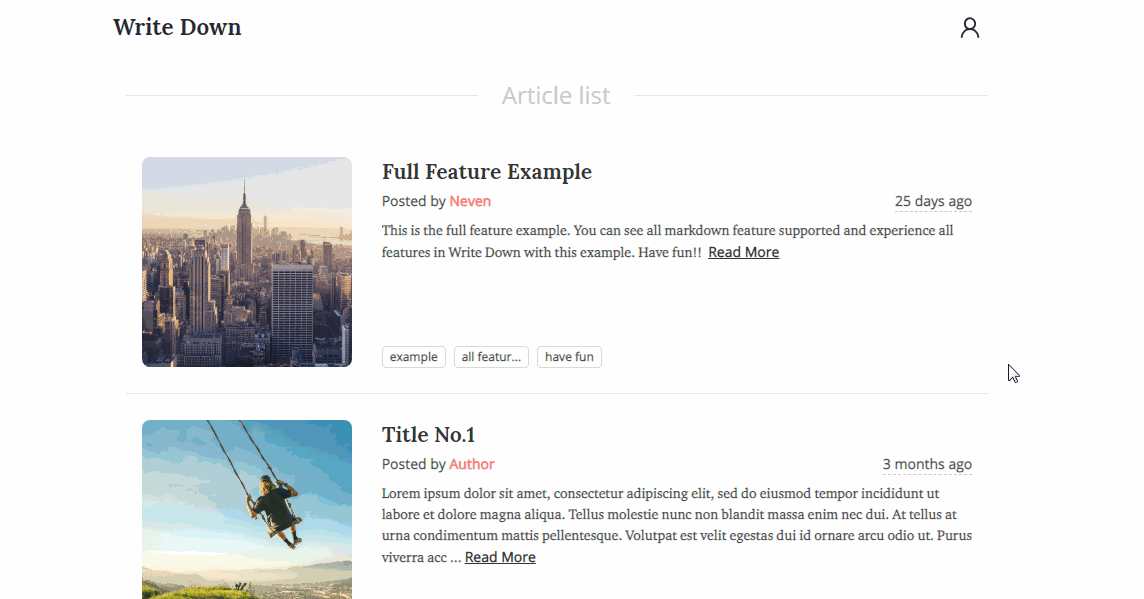 Write Down
Article list
Full Feature Example
Posted by Neven
25 days ago
This is the full feature example. You can see all markdown feature supported and experience all
features in Write Down with this example. Have fun!! Read More
example
all featur...
have fun
Title No.1
Posted by Author
3 months ago
Lorem ipsum dolor sit amet, consectetur adipiscing elit, sed do eiusmod tempor incididunt ut
labore et dolore magna aliqua. Tellus molestie nunc non blandit massa enim nec dui. At tellus at
urna condimentum mattis pellentesque. Volutpat est velit egestas dui id ornare arcu odio ut. Purus
viverra acc ... Read More